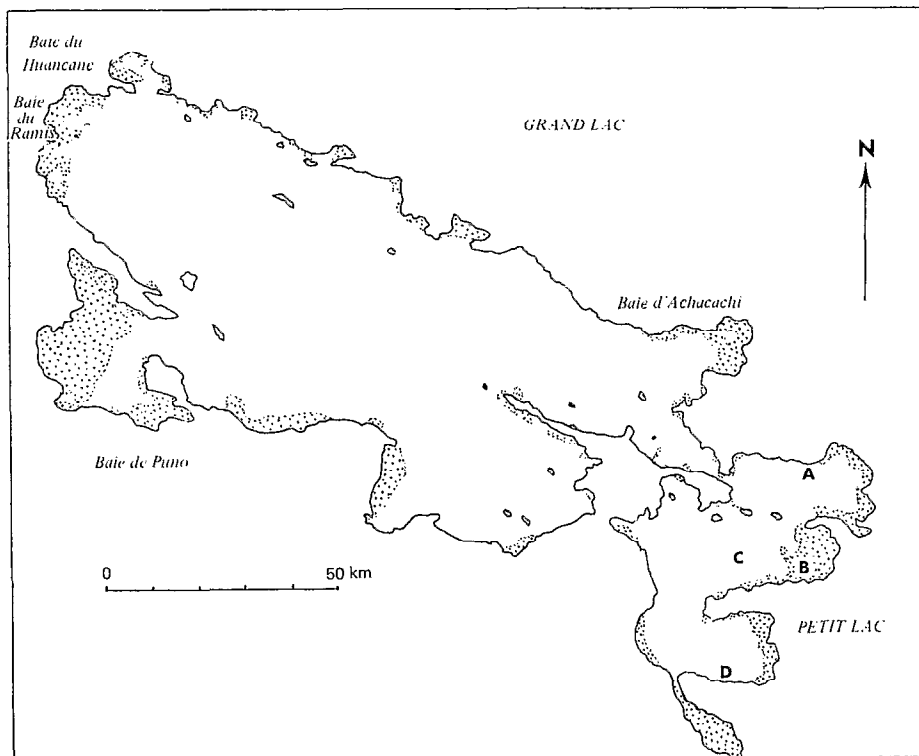 Baie du
Huancane
Baie
du
Ramis
GRAND LAC
N
Baie d'Achacachi
A
Baie de Puno
C
B
0 50 km
PETIT LAC
D